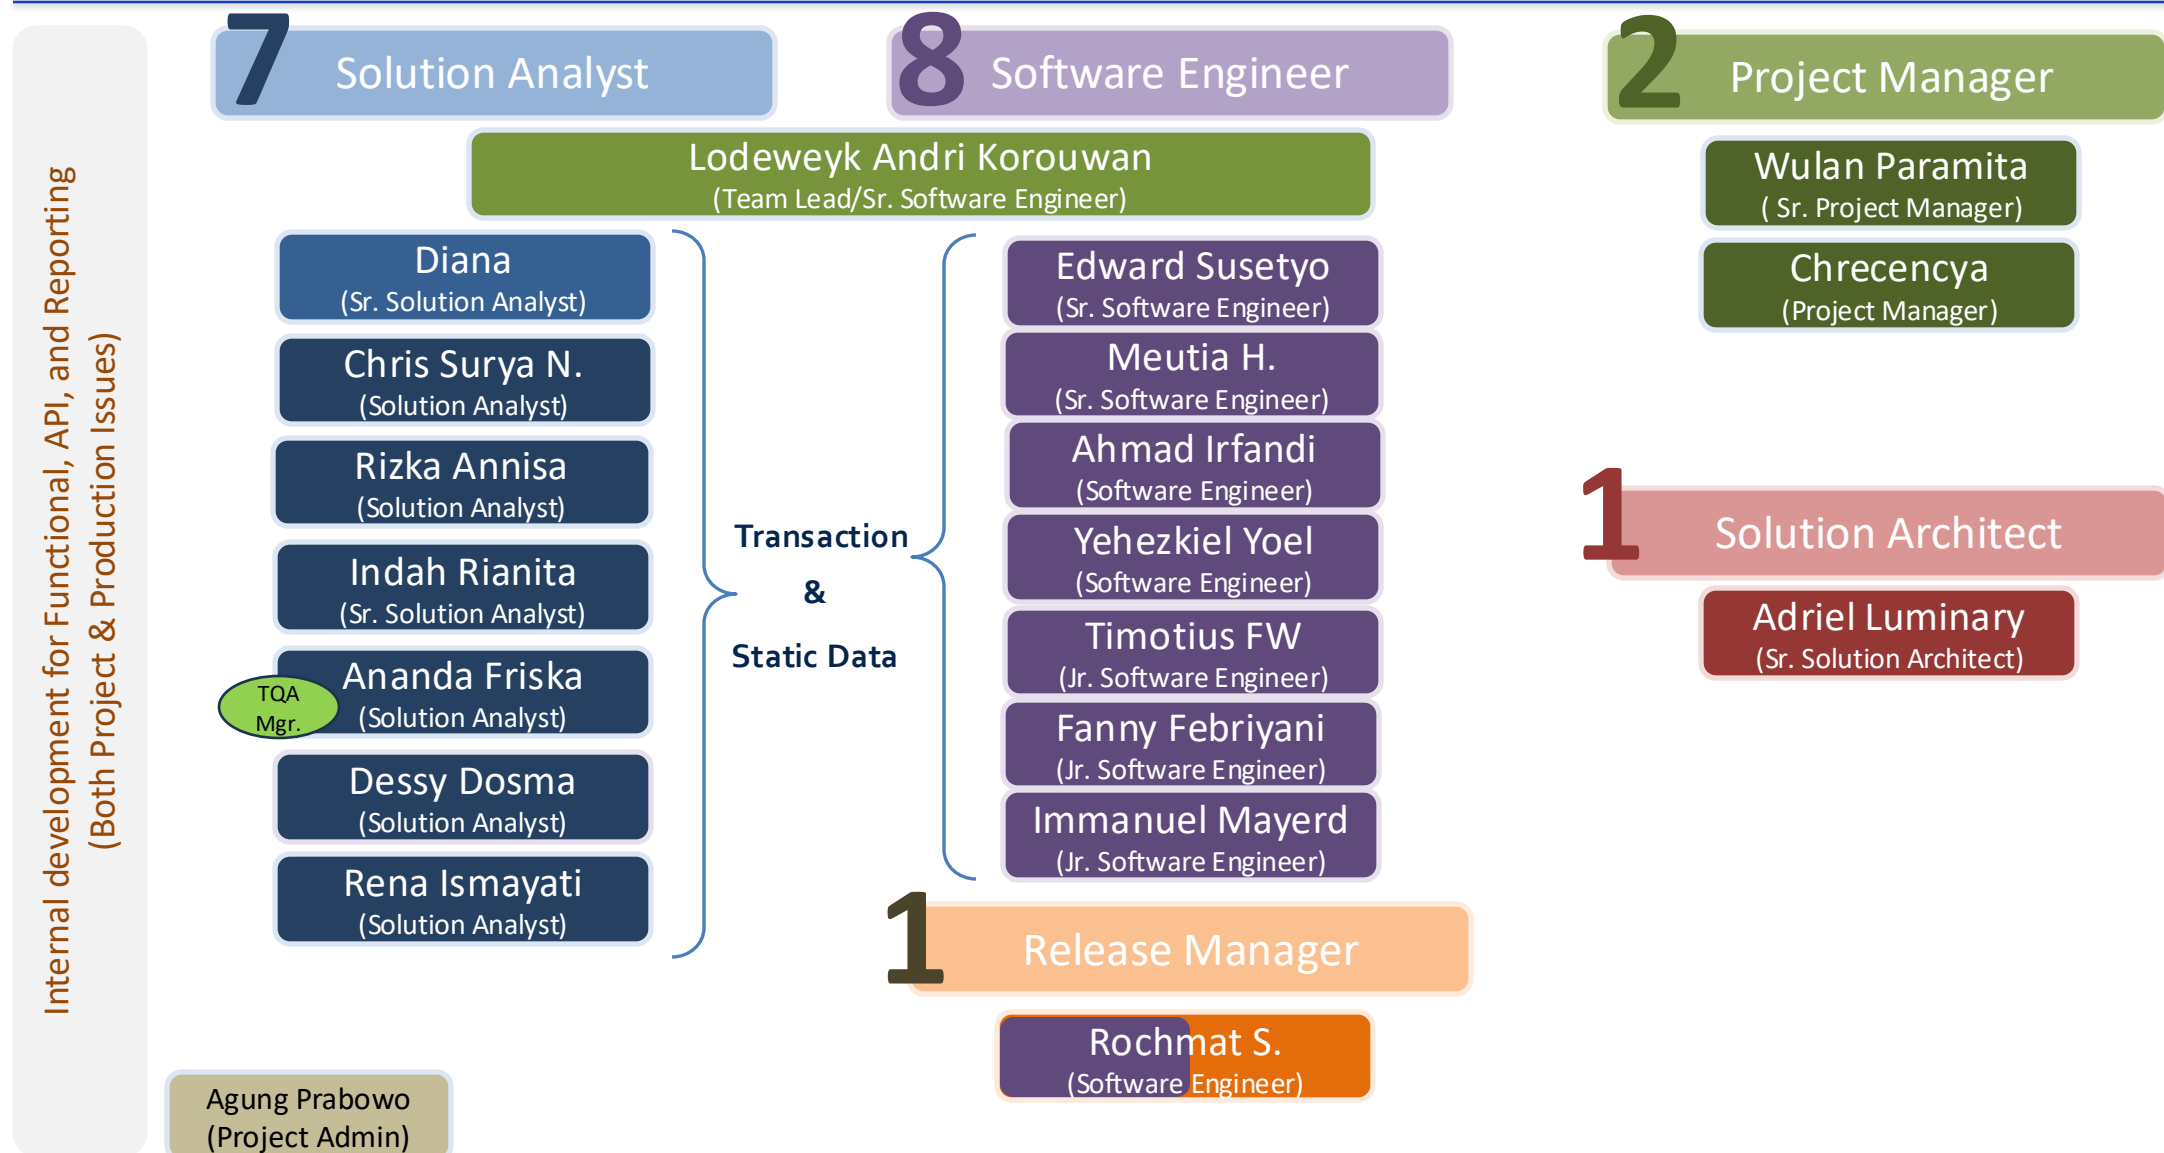 Internal development for Functional, API, and Reporting
(Both Project & Production Issues)
7
Solution Analyst
8
Software Engineer
Lodeweyk Andri Korouwan
(Team Lead/Sr. Software Engineer)
Diana
(Sr. Solution Analyst)
Chris Surya N.
(Solution Analyst)
Rizka Annisa
(Solution Analyst)
Indah Rianita
(Sr. Solution Analyst)
TQA
Mgr.
Ananda Friska
(Solution Analyst)
Dessy Dosma
(Solution Analyst)
Rena Ismayati
(Solution Analyst)
Transaction
&
Static Data
Edward Susetyo
(Sr. Software Engineer)
Meutia H.
(Sr. Software Engineer)
Ahmad Irfandi
(Software Engineer)
Yehezkiel Yoel
(Software Engineer)
Timotius FW
(Jr. Software Engineer)
Fanny Febriyani
(Jr. Software Engineer)
Immanuel Mayerd
(Jr. Software Engineer)
1
Release Manager
Rochmat S.
(Software Engineer)
2
Project Manager
Wulan Paramita
( Sr. Project Manager)
Chrecencya
(Project Manager)
1
Solution Architect
Adriel Luminary
(Sr. Solution Architect)
Agung Prabowo
(Project Admin)